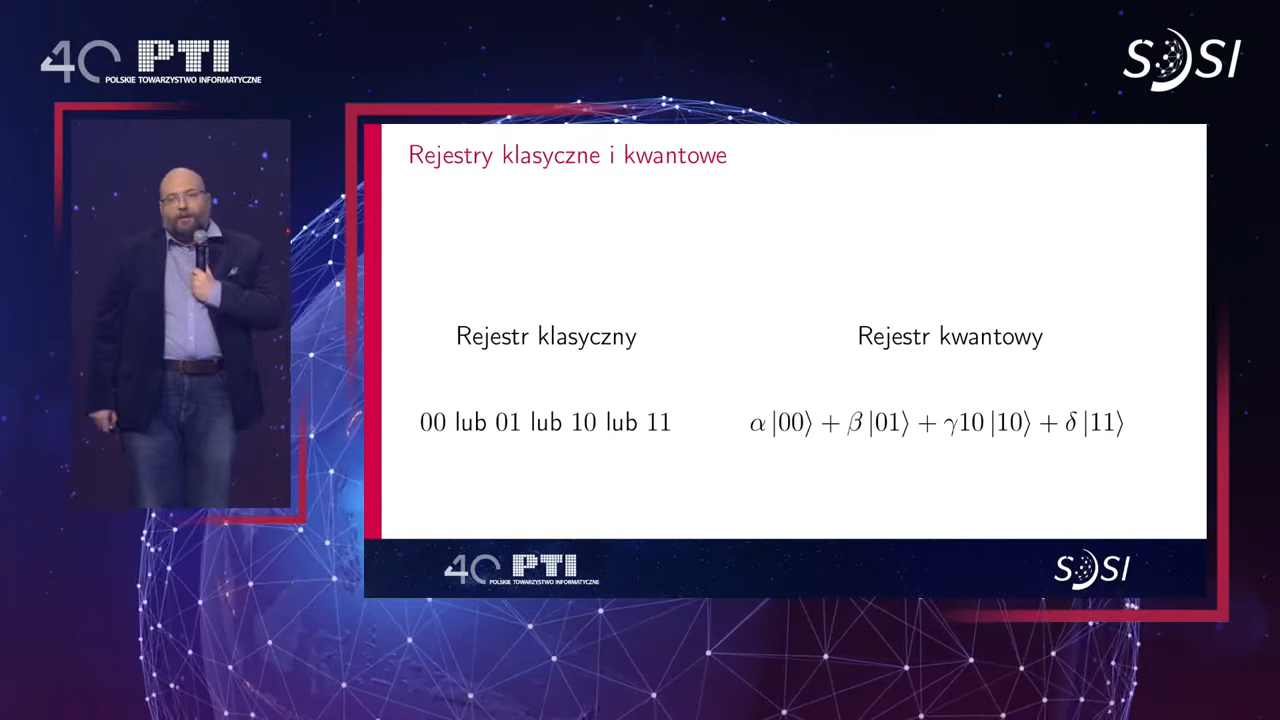 40 PTI
POLSKIE TOWARZYSTWO INFORMATYCZNE
SOSI
Rejestry klasyczne i kwantowe
Rejestr klasyczny
Rejestr kwantowy
00 lub 01 lub 10 lub 11
α |00⟩ + β |01⟩ + γ10 |10⟩ + δ |11⟩
40 PTI
POLSKIE TOWARZYSTWO INFORMATYCZNE
SOSI